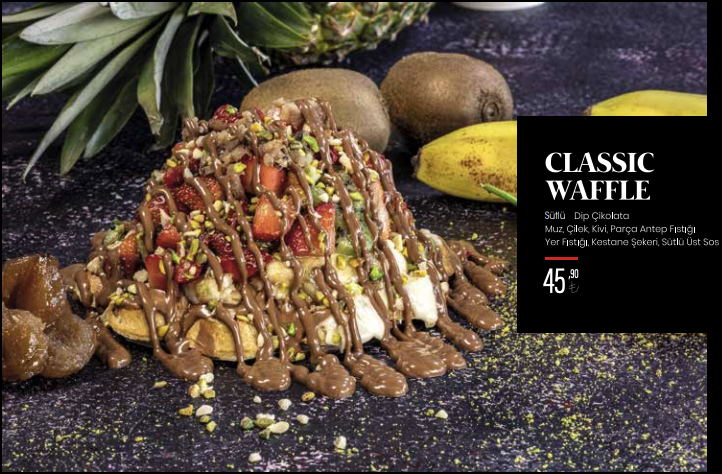 CLASSIC
WAFFLE
Sütlü Dip Çikolata
Muz, Çilek, Kivi, Parça Antep Fıstığı
Yer Fıstığı, Kestane Şekeri, Sütlü Üst Sos
45,90 ₺